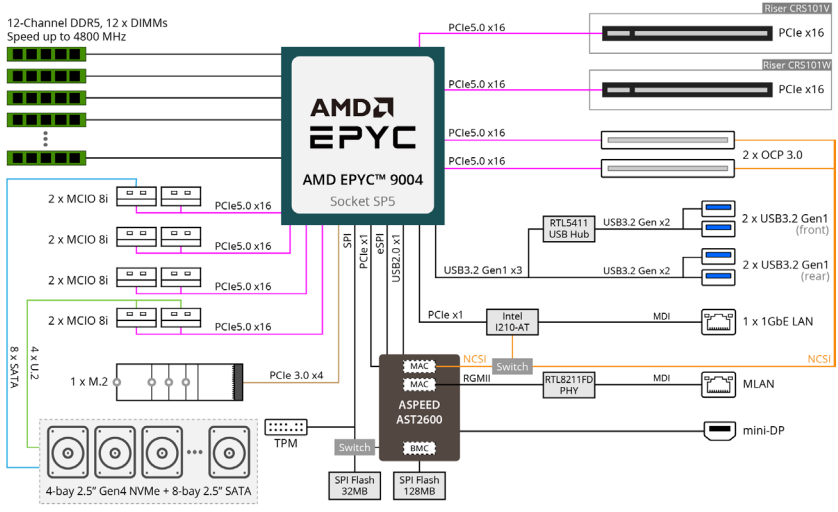 12-Channel DDR5, 12 x DIMMs
Speed up to 4800 MHz
Riser CRS101V
PCIe5.0 x16
PCIe x16
Riser CRS101W
PCIe5.0 x16
PCIe x16
AMD
EPYC
AMD EPYC™ 9004
Socket SP5
PCIe5.0 x16
PCIe5.0 x16
2 x OCP 3.0
2 x MCIO 8i
PCIe5.0 x16
2 x MCIO 8i
PCIe5.0 x16
2 x MCIO 8i
PCIe5.0 x16
2 x MCIO 8i
PCIe5.0 x16
SPI
PCIe x1
eSPI
USB2.0 x1
RTL5411
USB Hub
USB3.2 Gen x2
2 x USB3.2 Gen1
(front)
USB3.2 Gen1 x3
USB3.2 Gen x2
2 x USB3.2 Gen1
(rear)
PCIe x1
Intel
I210-AT
MDI
1 x 1GbE LAN
8 x SATA
4 x U.2
1 x M.2
PCIe 3.0 x4
NCSI
Switch
NCSI
MAC
MAC
RGMII
RTL8211FD
PHY
MDI
MLAN
ASPEED
AST2600
mini-DP
TPM
Switch
BMC
SPI Flash
32MB
SPI Flash
128MB
4-bay 2.5" Gen4 NVMe + 8-bay 2.5" SATA